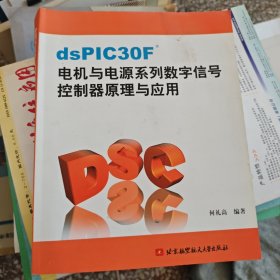 dsPIC30F
电机与电源系列数字信号
控制器原理与应用
DSC
何礼高 编著
北京航空航天大学出版社